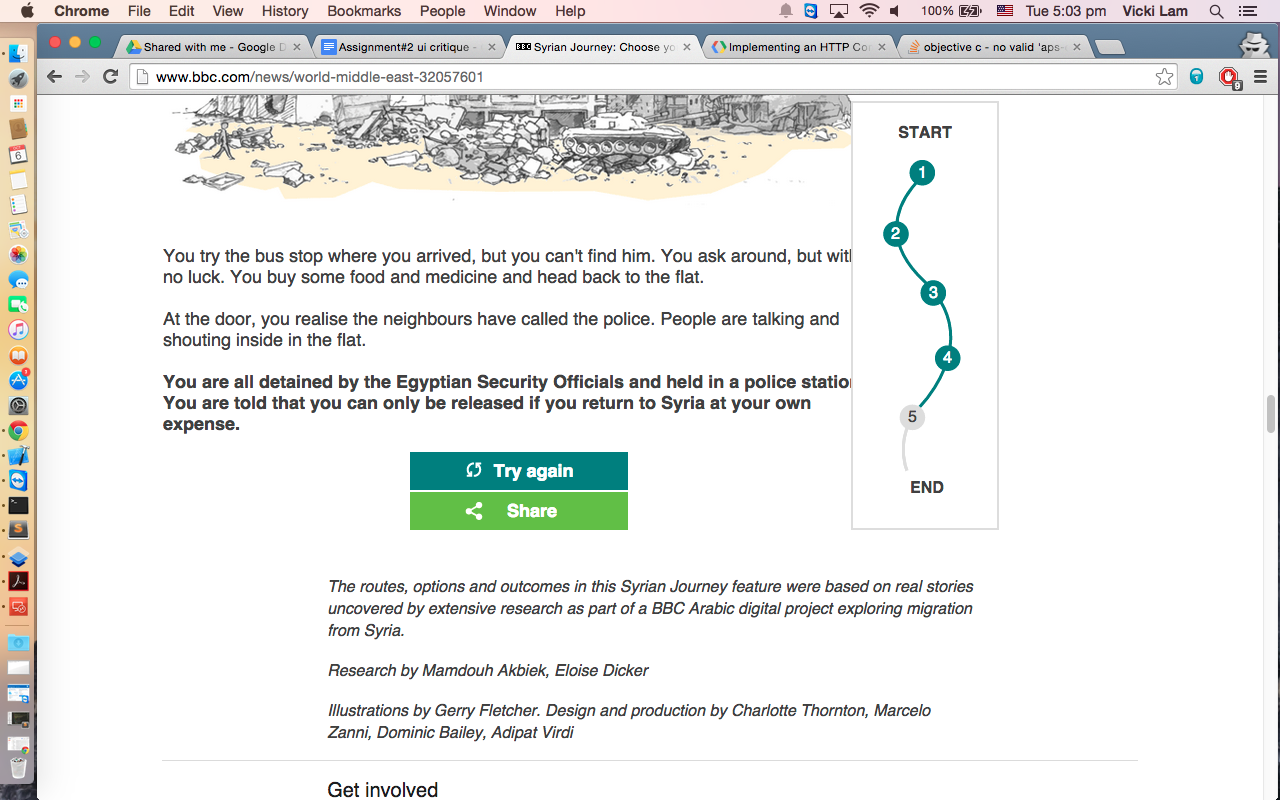 Chrome File Edit View History Bookmarks People Window Help 100% Tue 5:03 pm Vicki Lam
Shared with me - Google D
Assignment#2 ui critique -
BBC Syrian Journey: Choose yo
Implementing an HTTP Co
objective c - no valid 'aps-
www.bbc.com/news/world-middle-east-32057601
9
6
START
1
2
3
4
5
END
You try the bus stop where you arrived, but you can't find him. You ask around, but with
no luck. You buy some food and medicine and head back to the flat.
At the door, you realise the neighbours have called the police. People are talking and
shouting inside in the flat.
You are all detained by the Egyptian Security Officials and held in a police station
You are told that you can only be released if you return to Syria at your own
expense.
Try again
Share
The routes, options and outcomes in this Syrian Journey feature were based on real stories
uncovered by extensive research as part of a BBC Arabic digital project exploring migration
from Syria.
Research by Mamdouh Akbiek, Eloise Dicker
Illustrations by Gerry Fletcher. Design and production by Charlotte Thornton, Marcelo
Zanni, Dominic Bailey, Adipat Virdi
Get involved